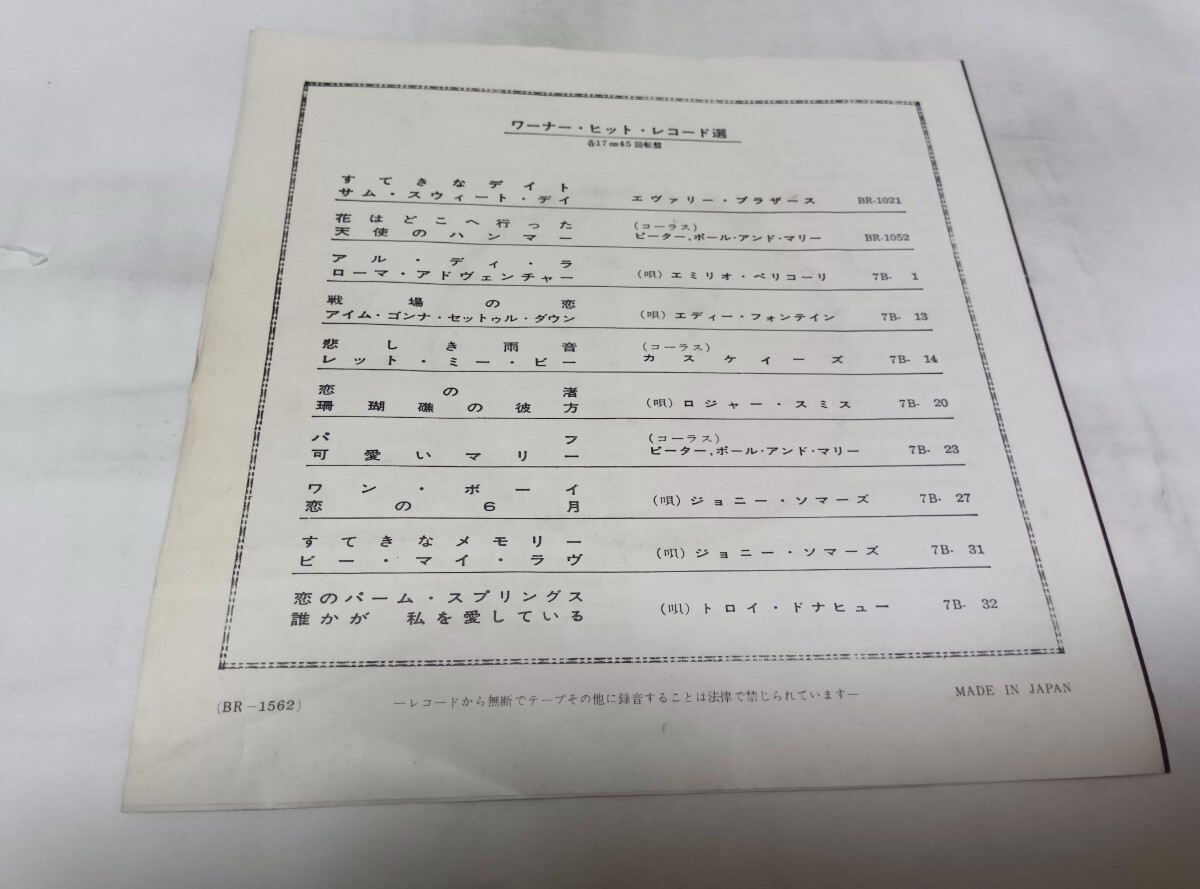 ワーナー・ヒット・レコード選
各17㎝45回転盤
すてきなデイト
サム・スウィート・デイ エヴァリー・ブラザース BR-1021
花はどこへ行った (コーラス)
天使のハンマー ピーター、ポール・アンド・マリー BR-1052
アル・ディ・ラ
ローマ・アドヴェンチャー (唄) エミリオ・ペリコーリ 7B- 1
戦場の恋
アイム・ゴンナ・セットゥル・ダウン (唄) エディー・フォンテイン 7B- 13
悲しき雨音 (コーラス)
レット・ミー・ビー カスケイーズ 7B- 14
恋の渚
珊瑚礁の彼方 (唄) ロジャー・スミス 7B- 20
パフ (コーラス)
可愛いマリー ピーター、ポール・アンド・マリー 7B- 23
ワン・ボーイ
恋の6月 (唄) ジョニー・ソマーズ 7B- 27
すてきなメモリー
ビー・マイ・ラヴ (唄) ジョニー・ソマーズ 7B- 31
恋のパーム・スプリングス
誰かが 私を愛している (唄) トロイ・ドナヒュー 7B- 32
(BR-1562) ―レコードから無断でテープその他に録音することは法律で禁じられています― MADE IN JAPAN